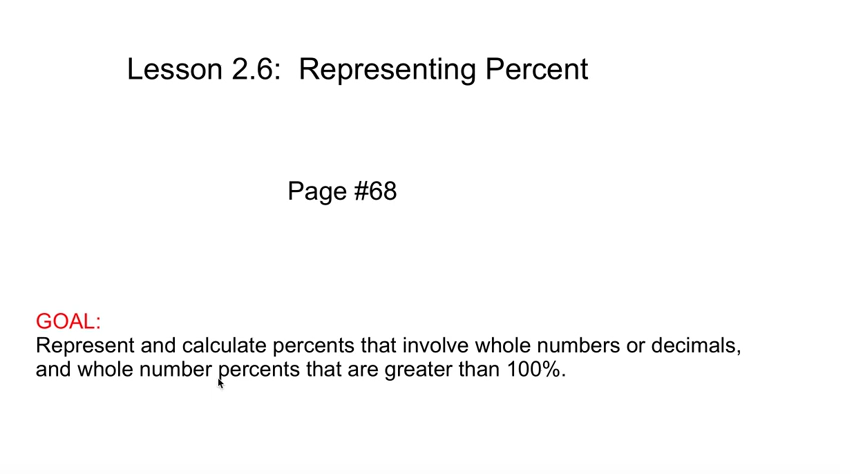 Lesson 2.6:  Representing Percent
Page #68
GOAL:
Represent and calculate percents that involve whole numbers or decimals,
and whole number percents that are greater than 100%.